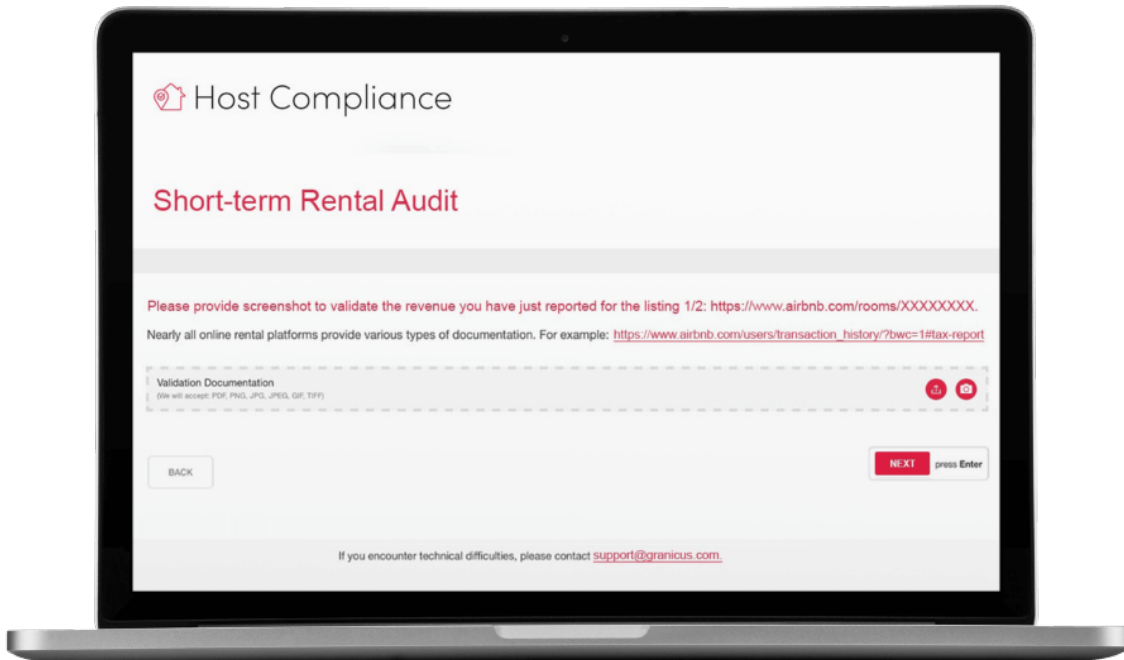 Host Compliance
Short-term Rental Audit
Please provide screenshot to validate the revenue you have just reported for the listing 1/2: https://www.airbnb.com/rooms/XXXXXXXX.
Nearly all online rental platforms provide various types of documentation. For example: https://www.airbnb.com/users/transaction_history/?bwc=1#tax-report
Validation Documentation
(We will accept: PDF, PNG, JPG, JPEG, GIF, TIFF)
BACK
NEXT press Enter
If you encounter technical difficulties, please contact support@granicus.com.